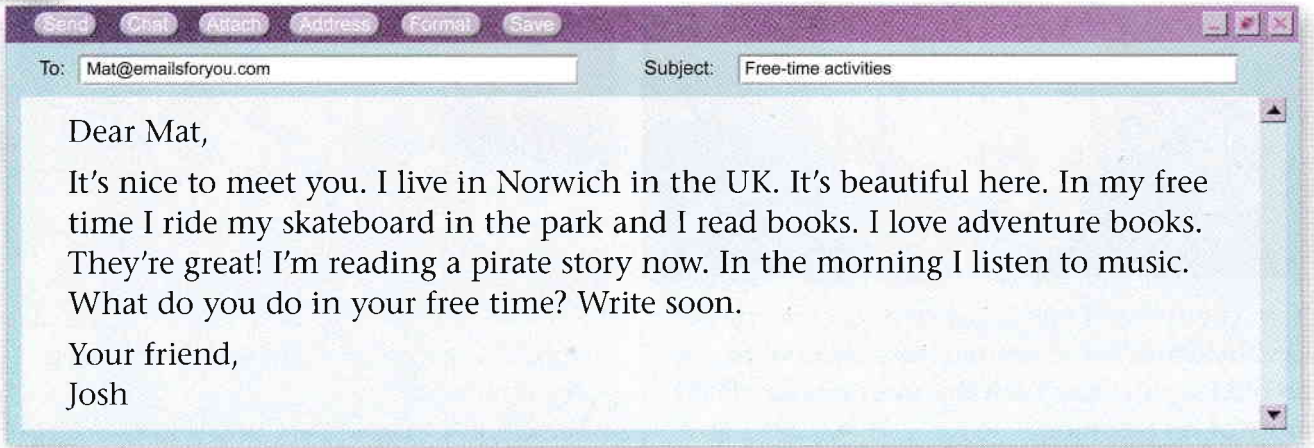 Send Chat Attach Address Format Save
To: Mat@emailsforyou.com Subject: Free-time activities
Dear Mat,
It's nice to meet you. I live in Norwich in the UK. It's beautiful here. In my free
time I ride my skateboard in the park and I read books. I love adventure books.
They're great! I'm reading a pirate story now. In the morning I listen to music.
What do you do in your free time? Write soon.
Your friend,
Josh